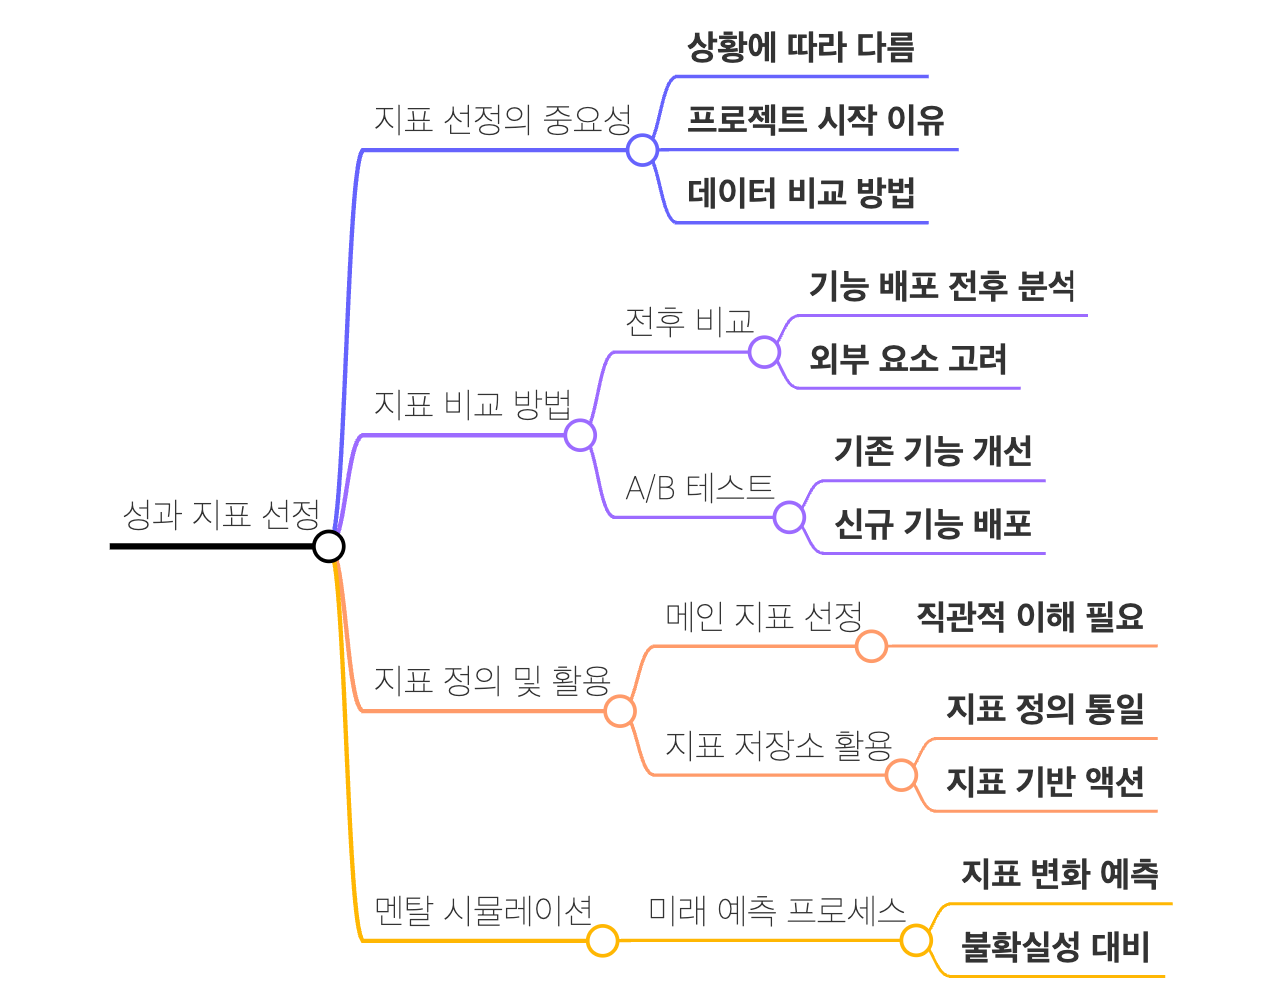 성과 지표 선정
지표 선정의 중요성
상황에 따라 다름
프로젝트 시작 이유
데이터 비교 방법
지표 비교 방법
전후 비교
기능 배포 전후 분석
외부 요소 고려
A/B 테스트
기존 기능 개선
신규 기능 배포
지표 정의 및 활용
메인 지표 선정
직관적 이해 필요
지표 저장소 활용
지표 정의 통일
지표 기반 액션
멘탈 시뮬레이션
미래 예측 프로세스
지표 변화 예측
불확실성 대비